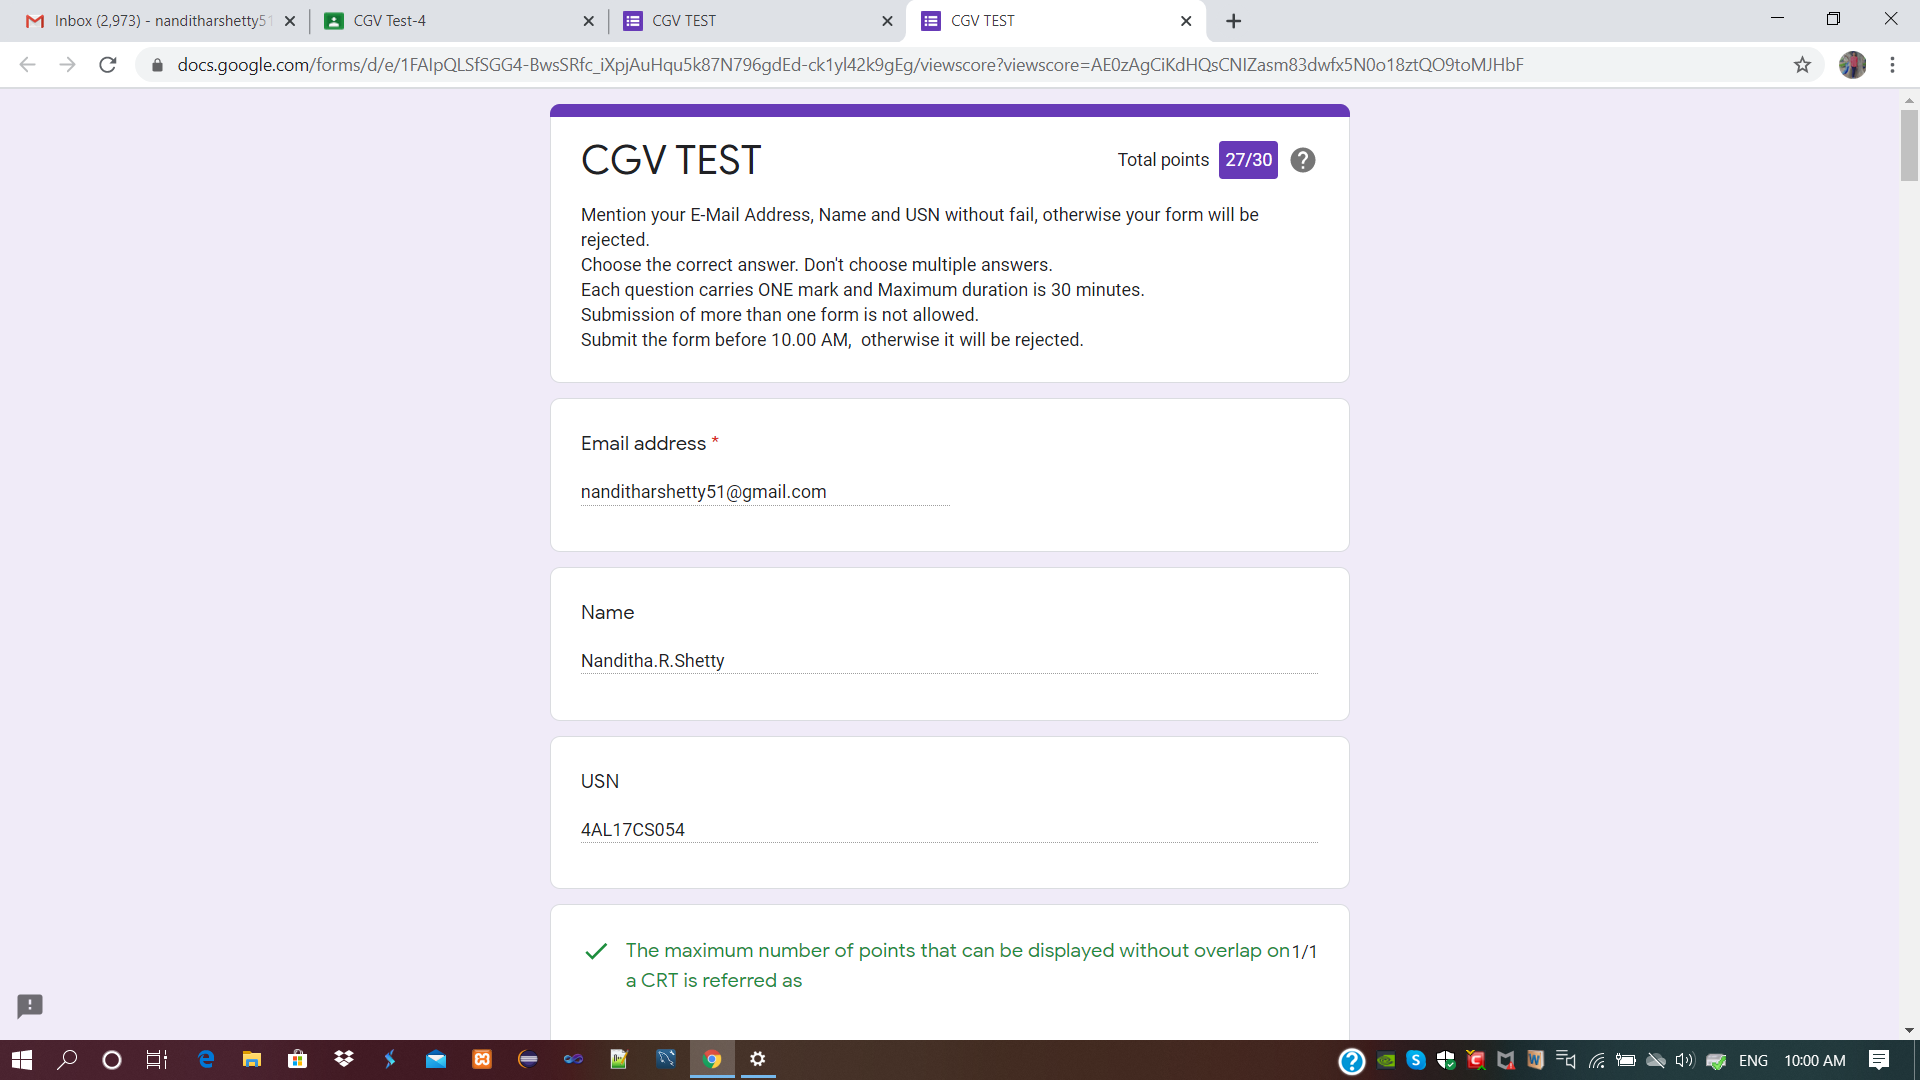 Inbox (2,973) - nanditharshetty51
CGV Test-4
CGV TEST
CGV TEST
docs.google.com/forms/d/e/1FAIpQLSfSGG4-BwsSRfc_iXpjAuHqu5k87N796gdEd-ck1yl42k9gEg/viewscore?viewscore=AE0zAgCiKdHQsCNIZasm83dwfx5N0o18ztQO9toMJHbF
CGV TEST
Total points 27/30
Mention your E-Mail Address, Name and USN without fail, otherwise your form will be
rejected.
Choose the correct answer. Don't choose multiple answers.
Each question carries ONE mark and Maximum duration is 30 minutes.
Submission of more than one form is not allowed.
Submit the form before 10.00 AM,  otherwise it will be rejected.
Email address *
nanditharshetty51@gmail.com
Name
Nanditha.R.Shetty
USN
4AL17CS054
The maximum number of points that can be displayed without overlap on 1/1
a CRT is referred as
ENG 10:00 AM